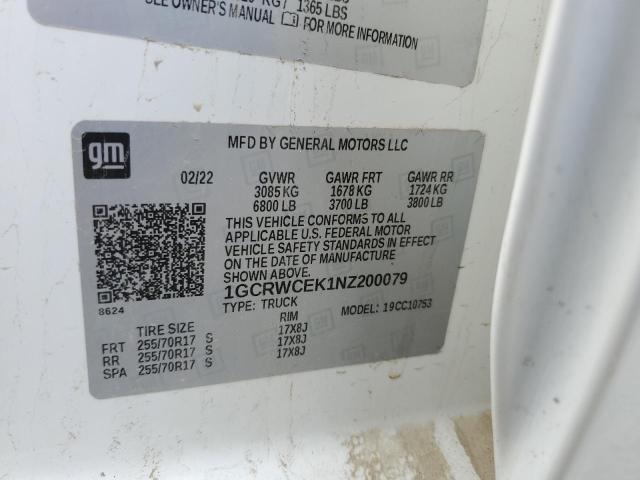 KG / 1365 LBS
SEE OWNER'S MANUAL FOR MORE INFORMATION
gm
MFD BY GENERAL MOTORS LLC
02/22 GVWR GAWR FRT GAWR RR
3085 KG 1678 KG 1724 KG
6800 LB 3700 LB 3800 LB
THIS VEHICLE CONFORMS TO ALL
APPLICABLE U.S. FEDERAL MOTOR
VEHICLE SAFETY STANDARDS IN EFFECT
ON THE DATE OF MANUFACTURE
SHOWN ABOVE.
1GCRWCEK1NZ200079
8624
TYPE: TRUCK MODEL: 19CC10753
TIRE SIZE RIM
FRT 255/70R17 S 17X8J
RR 255/70R17 S 17X8J
SPA 255/70R17 S 17X8J